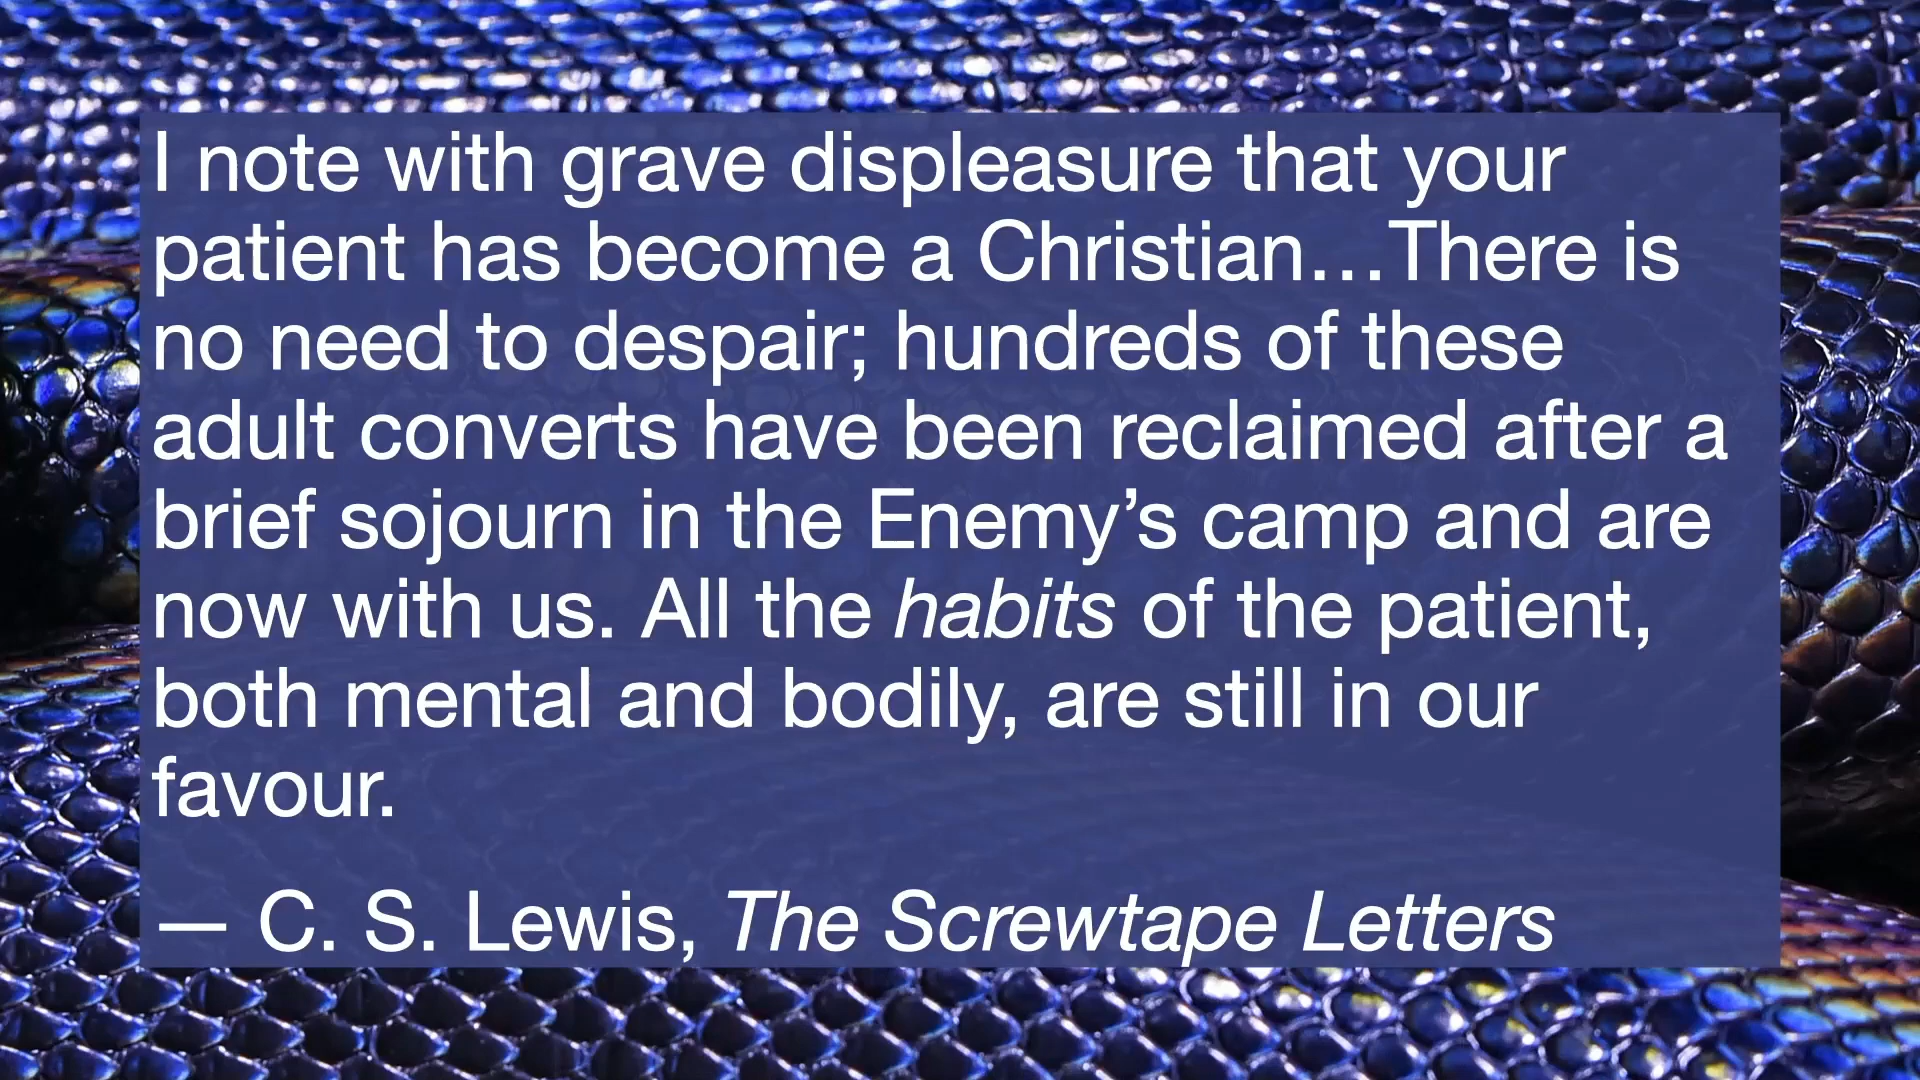 I note with grave displeasure that your
patient has become a Christian…There is
no need to despair; hundreds of these
adult converts have been reclaimed after a
brief sojourn in the Enemy’s camp and are
now with us. All the habits of the patient,
both mental and bodily, are still in our
favour.
— C. S. Lewis, The Screwtape Letters